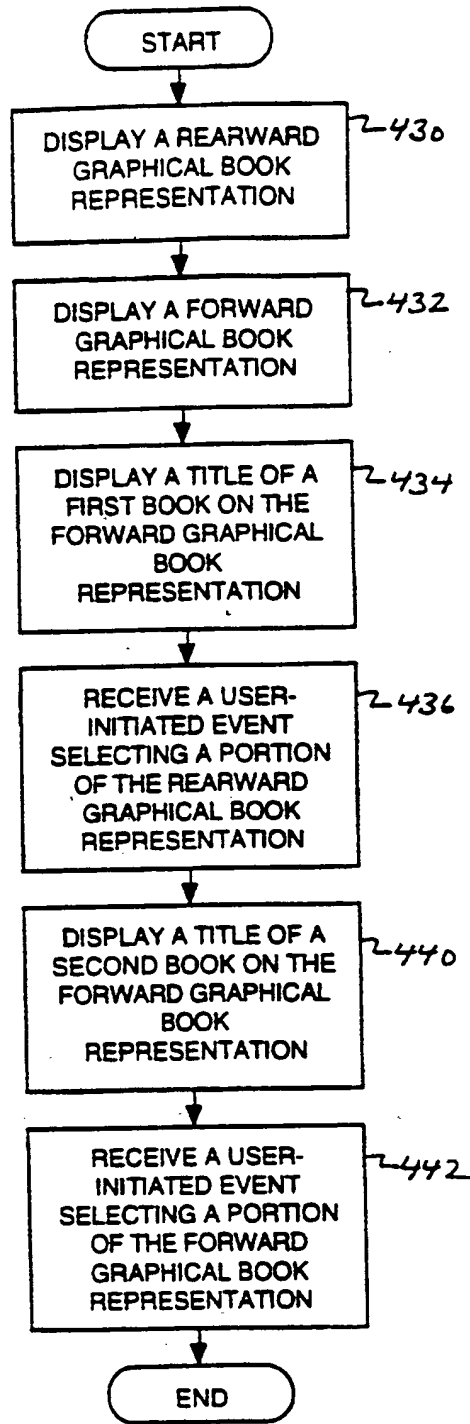 START
DISPLAY A REARWARD
GRAPHICAL BOOK
REPRESENTATION
430
DISPLAY A FORWARD
GRAPHICAL BOOK
REPRESENTATION
432
DISPLAY A TITLE OF A
FIRST BOOK ON THE
FORWARD GRAPHICAL
BOOK
REPRESENTATION
434
RECEIVE A USER-
INITIATED EVENT
SELECTING A PORTION
OF THE REARWARD
GRAPHICAL BOOK
REPRESENTATION
436
DISPLAY A TITLE OF A
SECOND BOOK ON THE
FORWARD GRAPHICAL
BOOK
REPRESENTATION
440
RECEIVE A USER-
INITIATED EVENT
SELECTING A PORTION
OF THE FORWARD
GRAPHICAL BOOK
REPRESENTATION
442
END